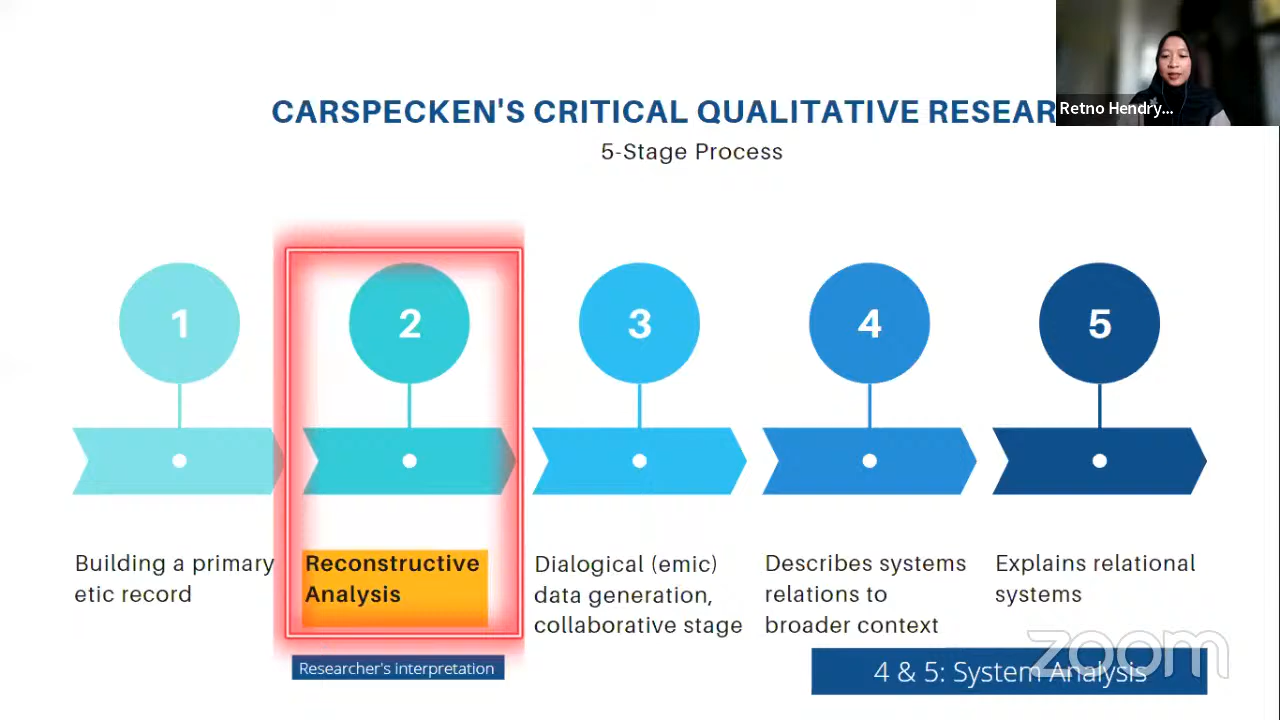 CARSPECKEN'S CRITICAL QUALITATIVE RESEAR
Retno Hendry...
5-Stage Process
1
2
3
4
5
Building a primary
etic record
Reconstructive
Analysis
Dialogical (emic)
data generation,
collaborative stage
Describes systems
relations to
broader context
Explains relational
systems
Researcher's interpretation
4 & 5: System Analysis
zoom